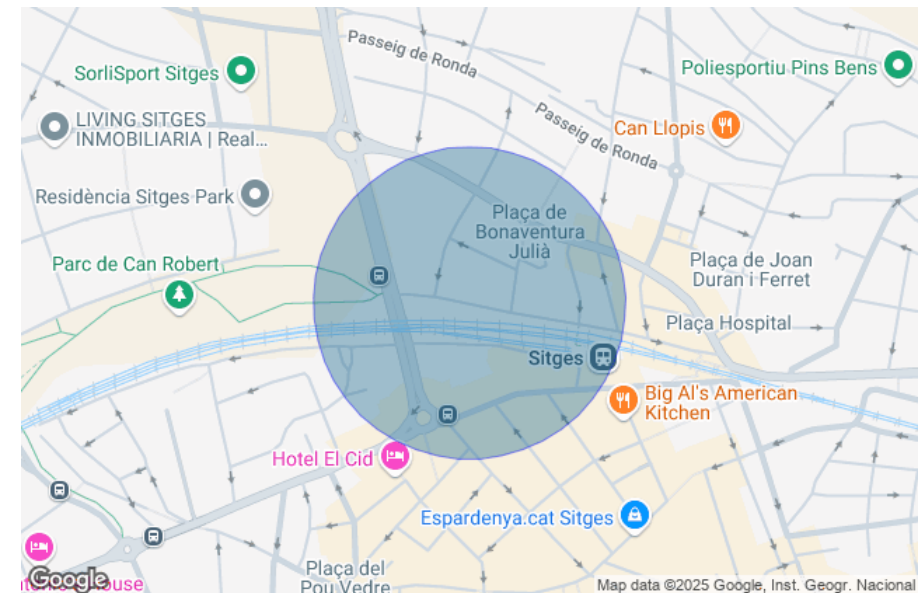 Passeig de Ronda
SorliSport Sitges
Poliesportiu Pins Bens
LIVING SITGES
INMOBILIARIA | Real...
Can Llopis
Passeig de Ronda
Residència Sitges Park
Plaça de
Bonaventura
Julià
Parc de Can Robert
Plaça de Joan
Duran i Ferret
Plaça Hospital
Sitges
Big Al's American
Kitchen
Hotel El Cid
Espardenya.cat Sitges
Plaça del
Pou Vedre
Google
Map data ©2025 Google, Inst. Geogr. Nacional